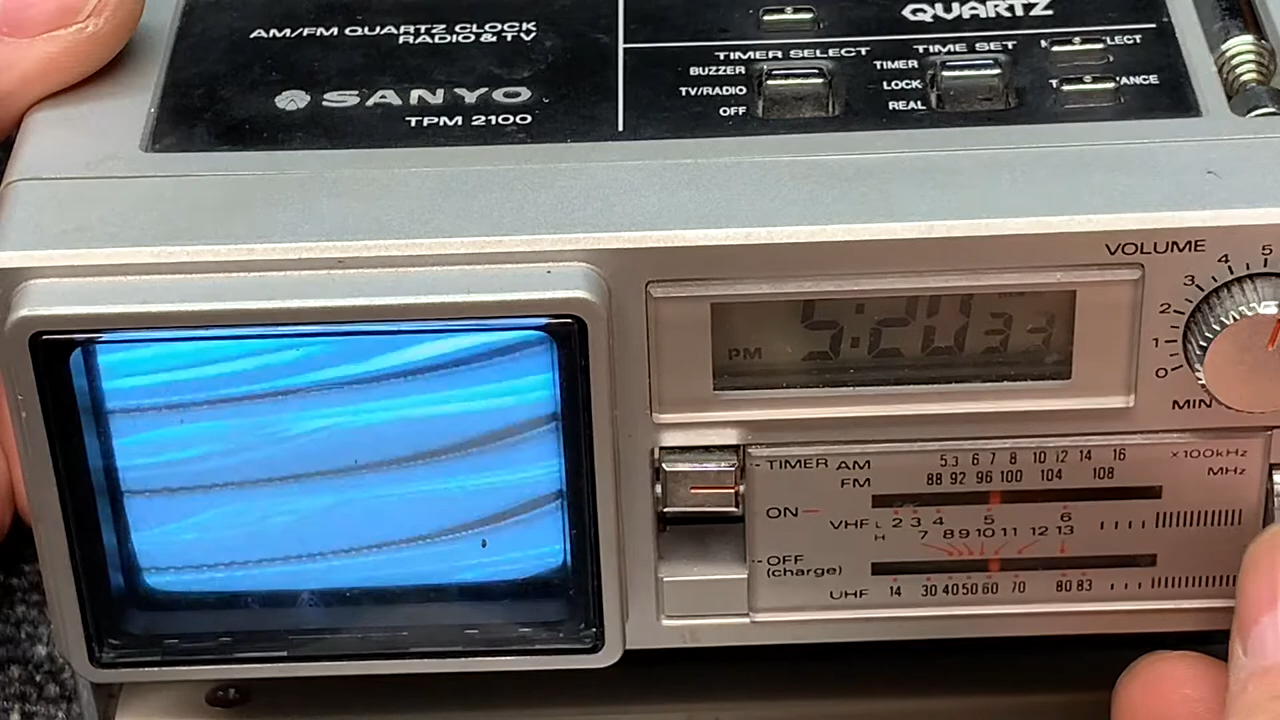 AM/FM QUARTZ CLOCK
RADIO & TV
SANYO
TPM 2100
QUARTZ
TIMER SELECT
BUZZER
TV/RADIO
OFF
TIME SET
TIMER
LOCK
REAL
VOLUME
0 1 2 3 4 5
MIN
PM 5:20 33
TIMER
ON
OFF
(charge)
AM 5.3 6 7 8 10 12 14 16 ×100kHz
FM 88 92 96 100 104 108 MHz
VHF L 2 3 4 5 6
H 7 8 9 10 11 12 13
UHF 14 30 40 50 60 70 80 83